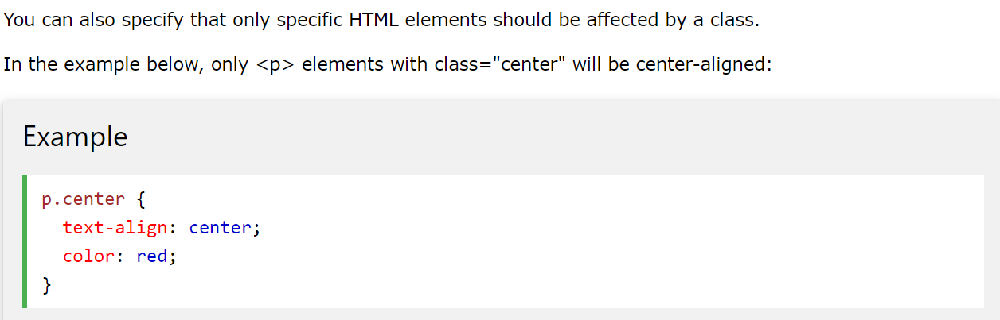 You can also specify that only specific HTML elements should be affected by a class.
In the example below, only <p> elements with class="center" will be center-aligned:
Example
p.center {
  text-align: center;
  color: red;
}